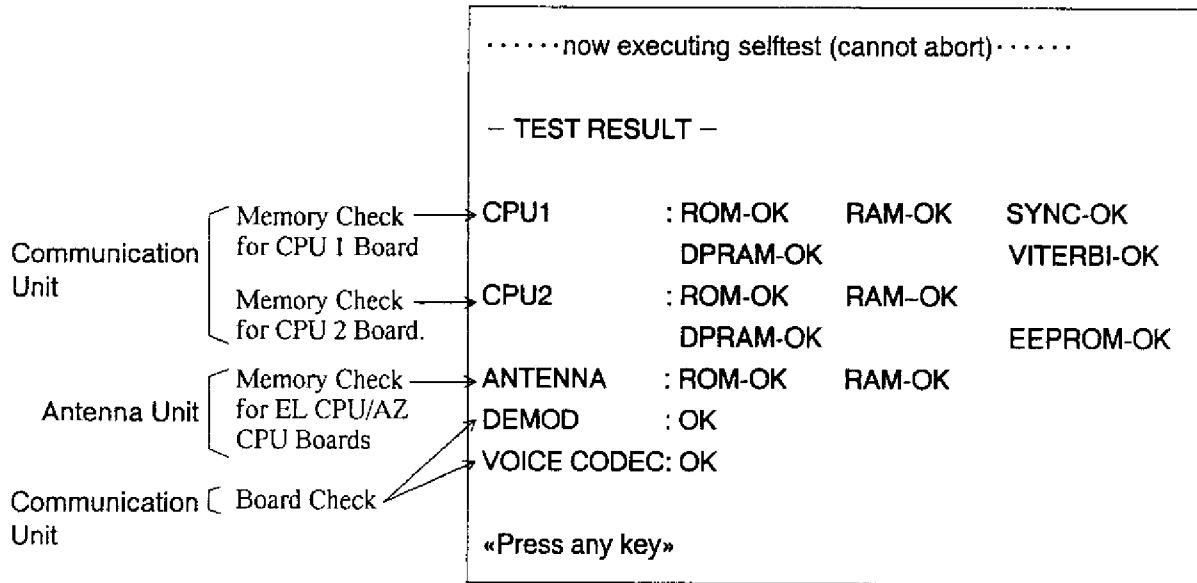 ······now executing selftest (cannot abort)······
– TEST RESULT –
Communication Unit
Memory Check for CPU 1 Board
CPU1 : ROM-OK RAM-OK SYNC-OK
DPRAM-OK VITERBI-OK
Memory Check for CPU 2 Board.
CPU2 : ROM-OK RAM–OK
DPRAM-OK EEPROM-OK
Antenna Unit
Memory Check for EL CPU/AZ CPU Boards
ANTENNA : ROM-OK RAM-OK
DEMOD : OK
VOICE CODEC: OK
Communication Unit
Board Check
«Press any key»